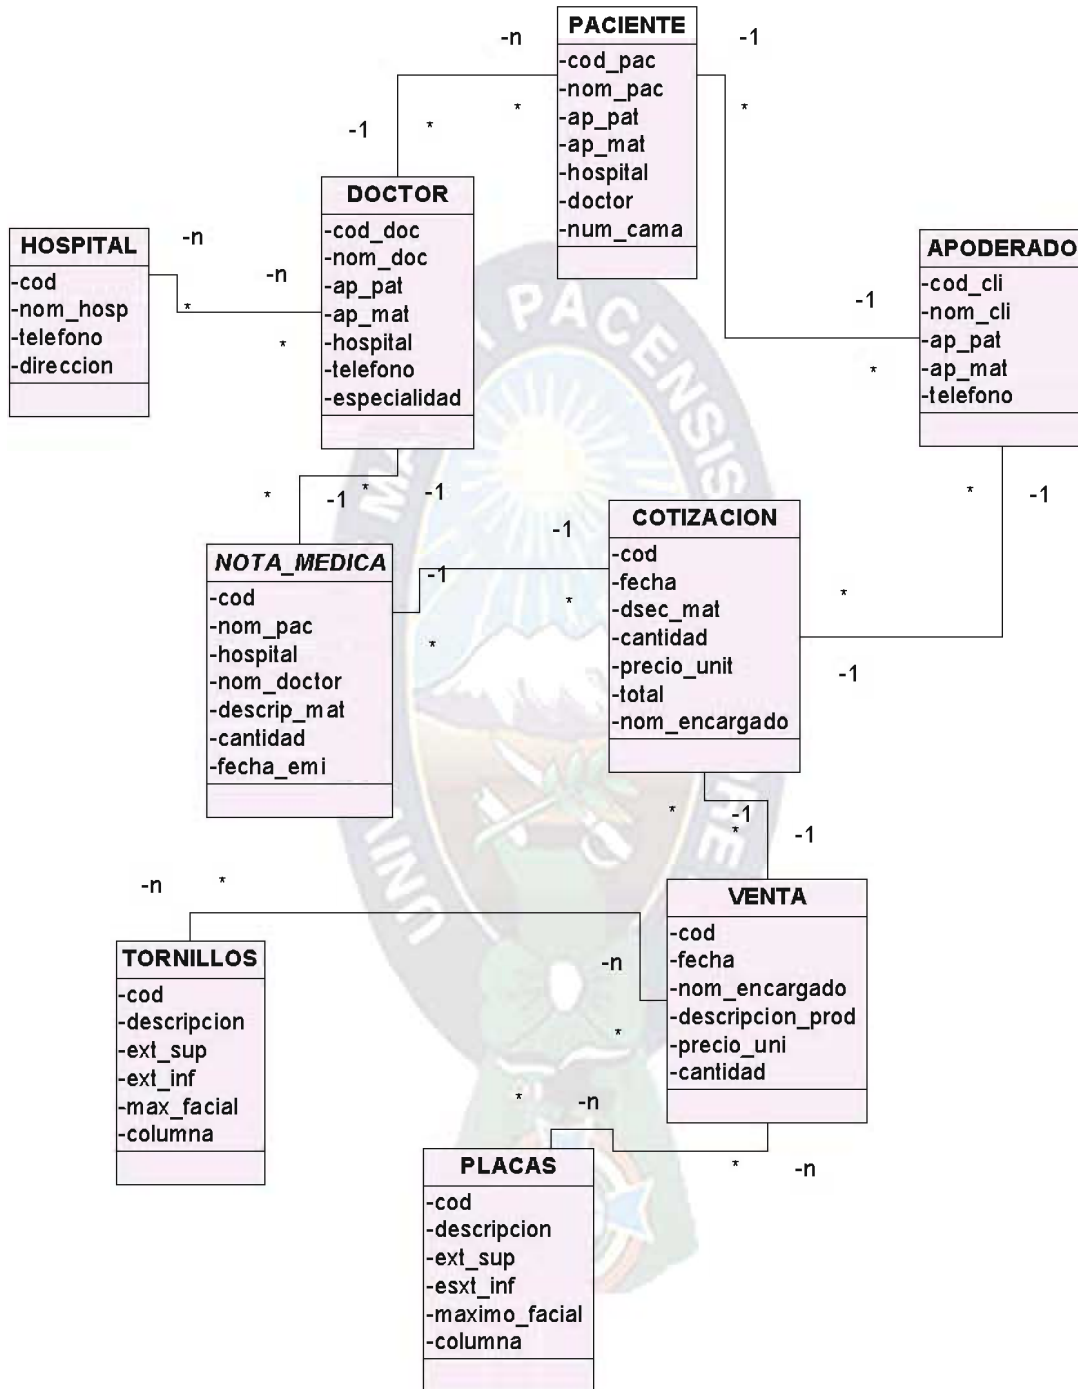 PACIENTE
-cod_pac
-nom_pac
-ap_pat
-ap_mat
-hospital
-doctor
-num_cama
-n
*
-1
*
-1
*
DOCTOR
-cod_doc
-nom_doc
-ap_pat
-ap_mat
-hospital
-telefono
-especialidad
HOSPITAL
-cod
-nom_hosp
-telefono
-direccion
-n
*
-n
*
APODERADO
-cod_cli
-nom_cli
-ap_pat
-ap_mat
-telefono
-1
*
*
-1
*
-1
*
-1
NOTA_MEDICA
-cod
-nom_pac
-hospital
-nom_doctor
-descrip_mat
-cantidad
-fecha_emi
-1
*
-1
*
COTIZACION
-cod
-fecha
-dsec_mat
-cantidad
-precio_unit
-total
-nom_encargado
*
-1
*
-1
*
-1
VENTA
-cod
-fecha
-nom_encargado
-descripcion_prod
-precio_uni
-cantidad
-n
*
-n
*
TORNILLOS
-cod
-descripcion
-ext_sup
-ext_inf
-max_facial
-columna
*
-n
*
-n
PLACAS
-cod
-descripcion
-ext_sup
-esxt_inf
-maximo_facial
-columna
PACENSIS